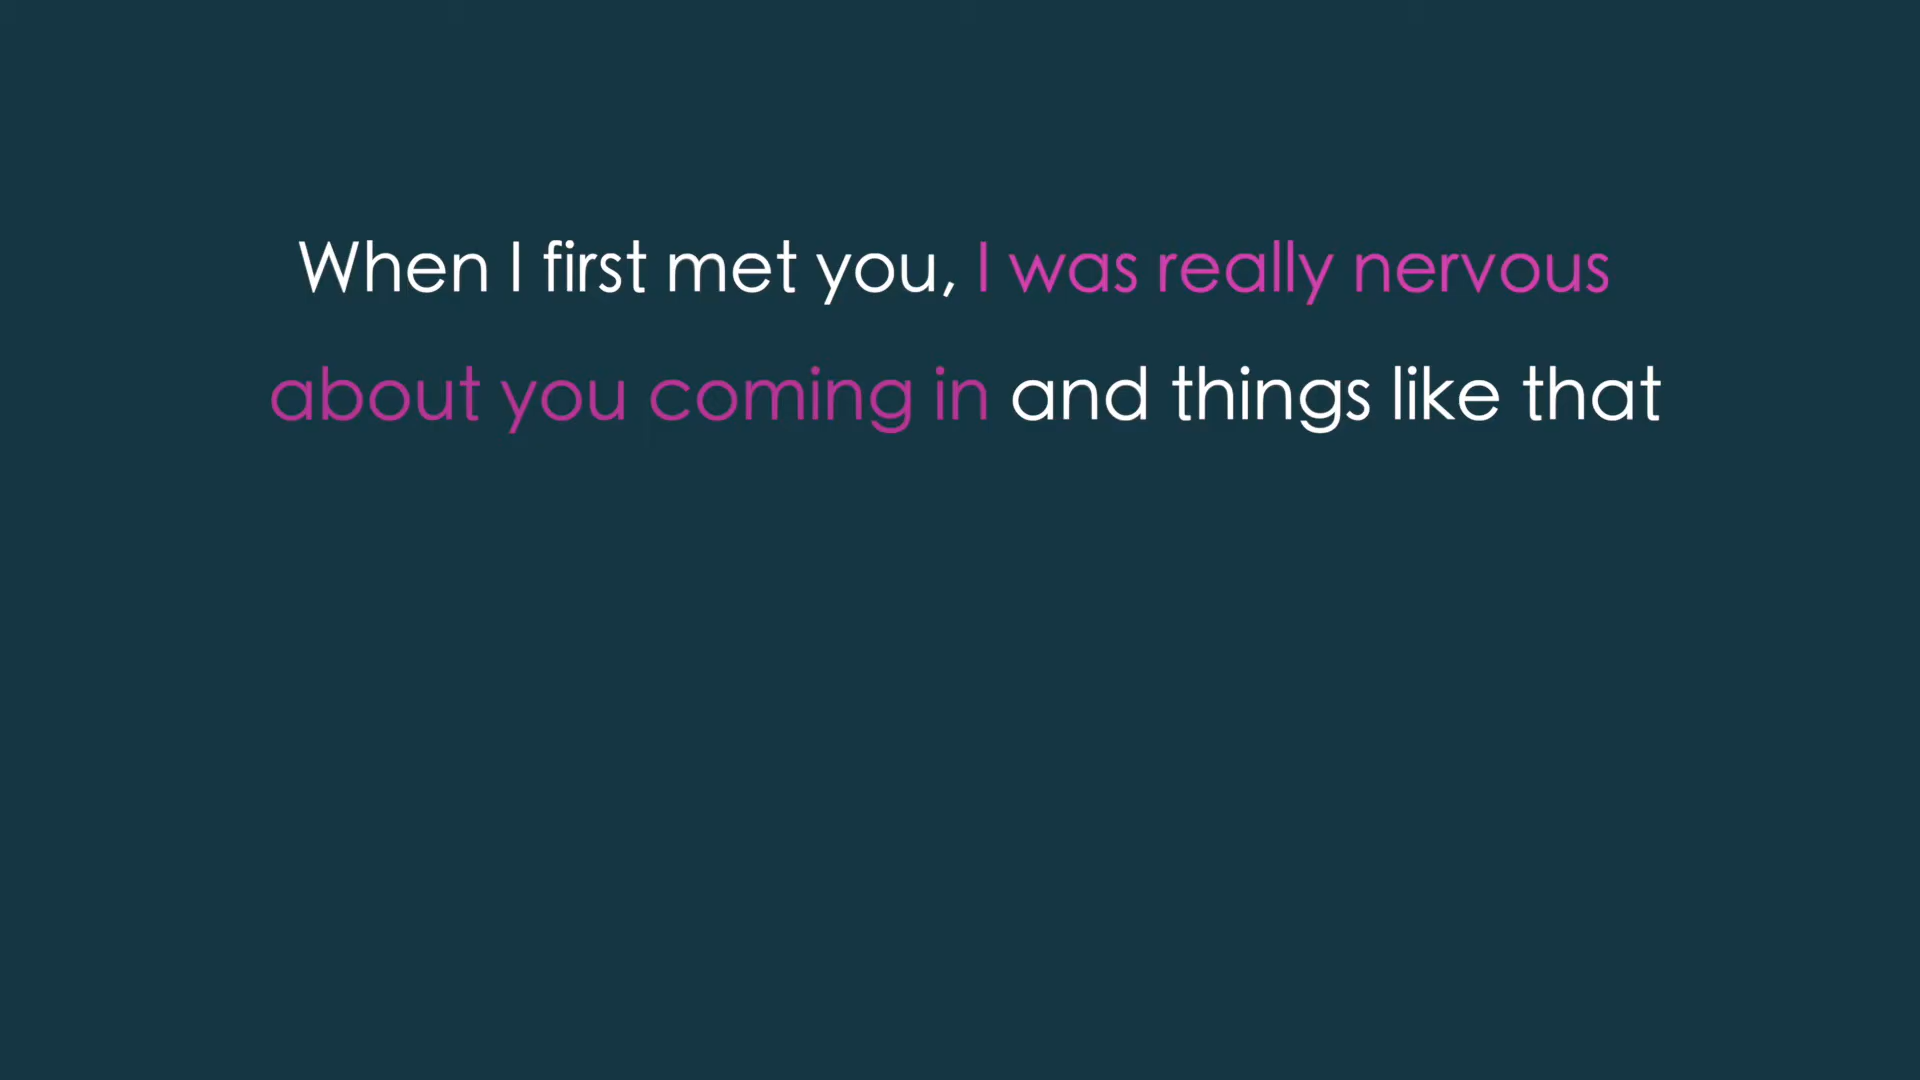 When I first met you, I was really nervous
about you coming in and things like that